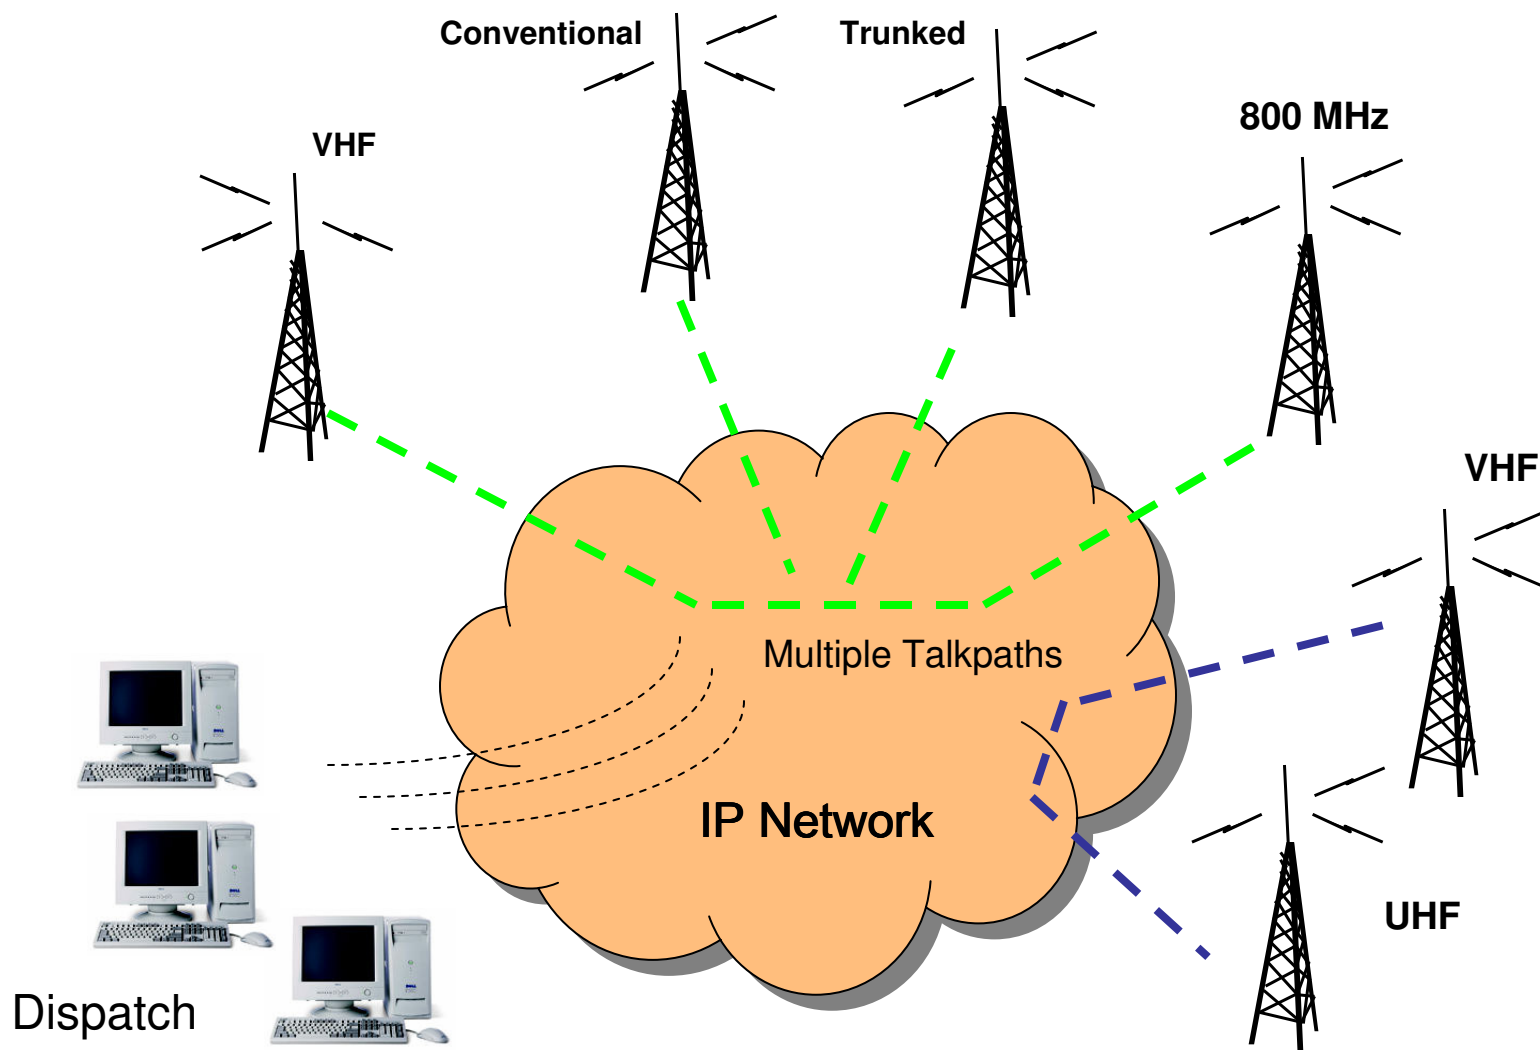 Conventional
Trunked
800 MHz
VHF
VHF
Multiple Talkpaths
IP Network
UHF
Dispatch